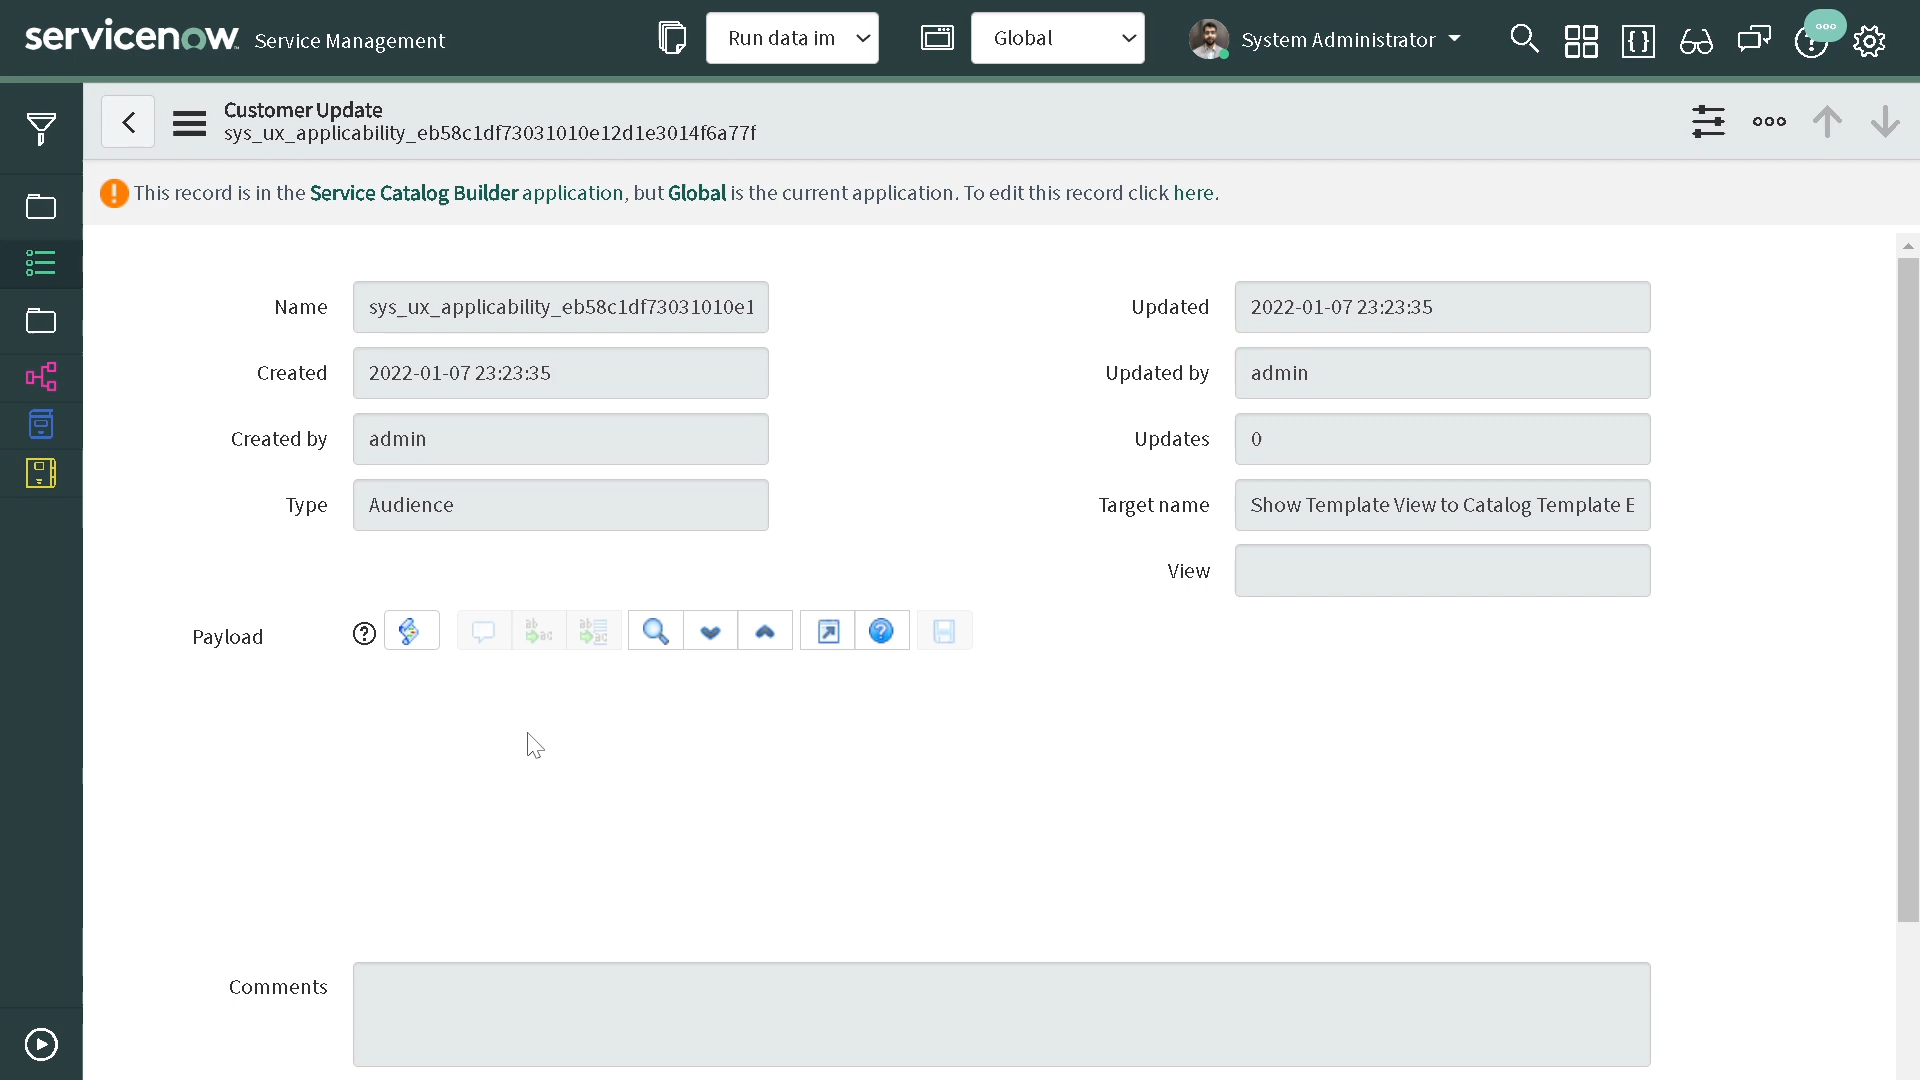 servicenow Service Management
Run data im
Global
System Administrator
Customer Update
sys_ux_applicability_eb58c1df73031010e12d1e3014f6a77f
This record is in the Service Catalog Builder application, but Global is the current application. To edit this record click here.
Name sys_ux_applicability_eb58c1df73031010e1
Updated 2022-01-07 23:23:35
Created 2022-01-07 23:23:35
Updated by admin
Created by admin
Updates 0
Type Audience
Target name Show Template View to Catalog Template E
View
Payload
Comments